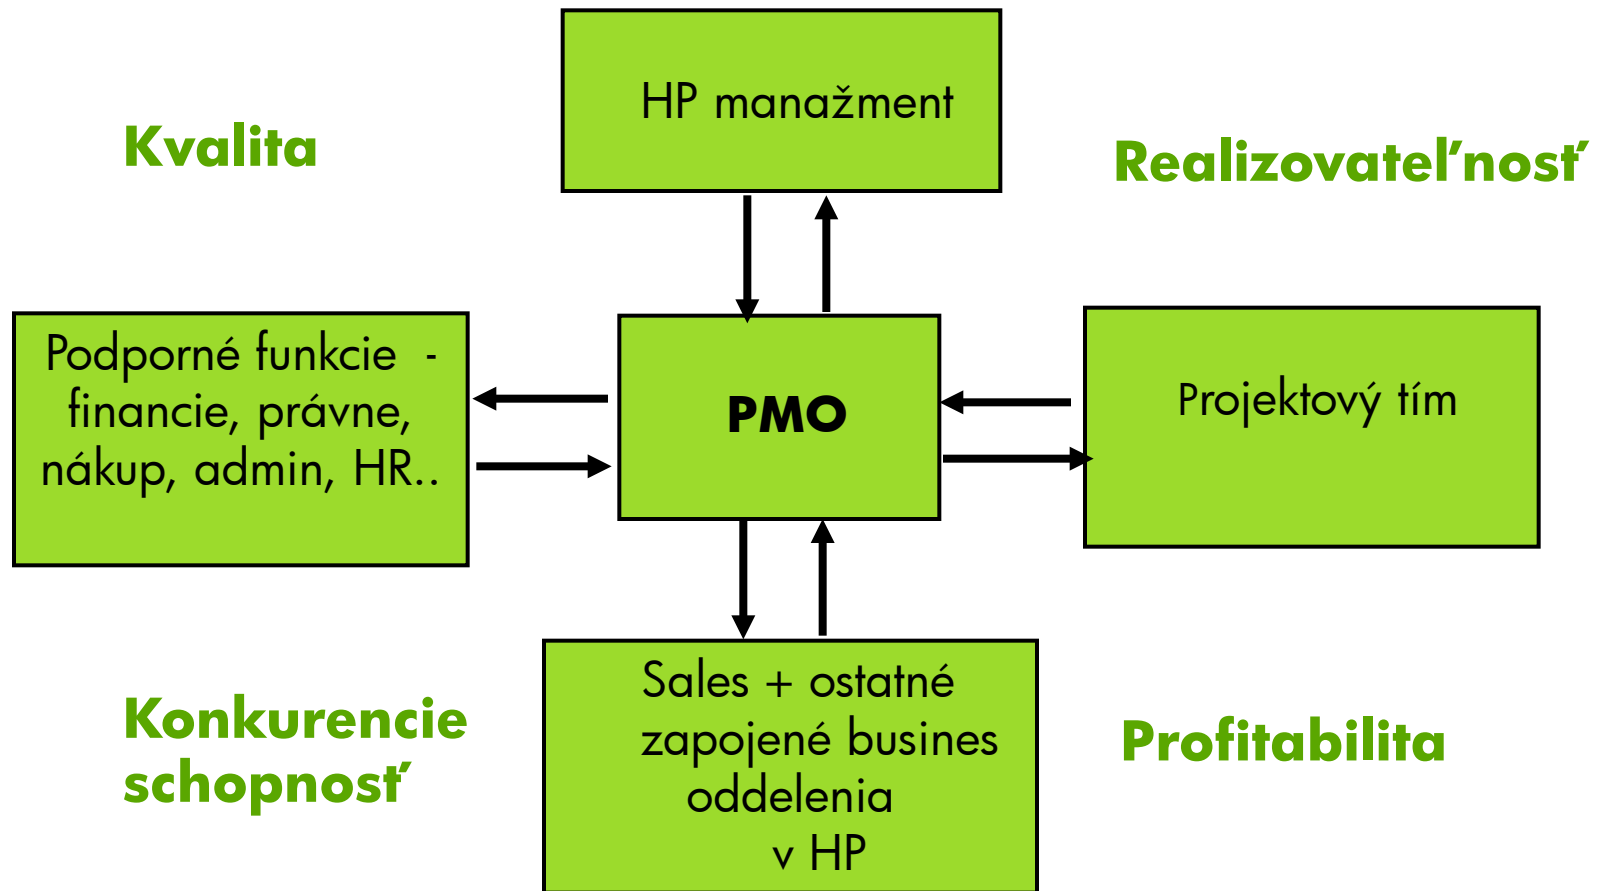 HP manažment
Kvalita
Realizovateľnosť
Podporné funkcie -
financie, právne,
nákup, admin, HR..
PMO
Projektový tím
Konkurencie
schopnosť
Sales + ostatné
zapojené busines
oddelenia
v HP
Profitabilita